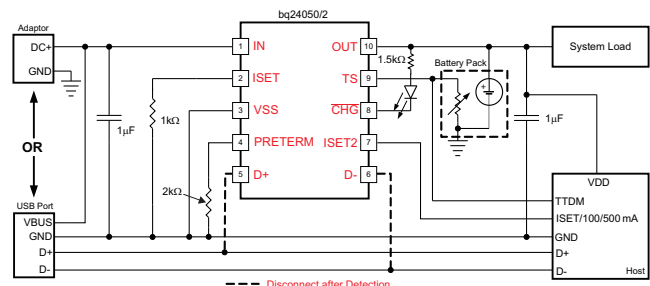 bq24050/2
Adaptor
DC+
GND
OR
USB Port
VBUS
GND
D+
D-
1μF
1kΩ
2kΩ
1 IN
2 ISET
3 VSS
4 PRETERM
5 D+
OUT 10
TS 9
CHG 8
ISET2 7
D- 6
1.5kΩ
Battery Pack
+
System Load
1μF
VDD
TTDM
ISET/100/500 mA
GND
D+
D-
Host
Disconnect after Detection